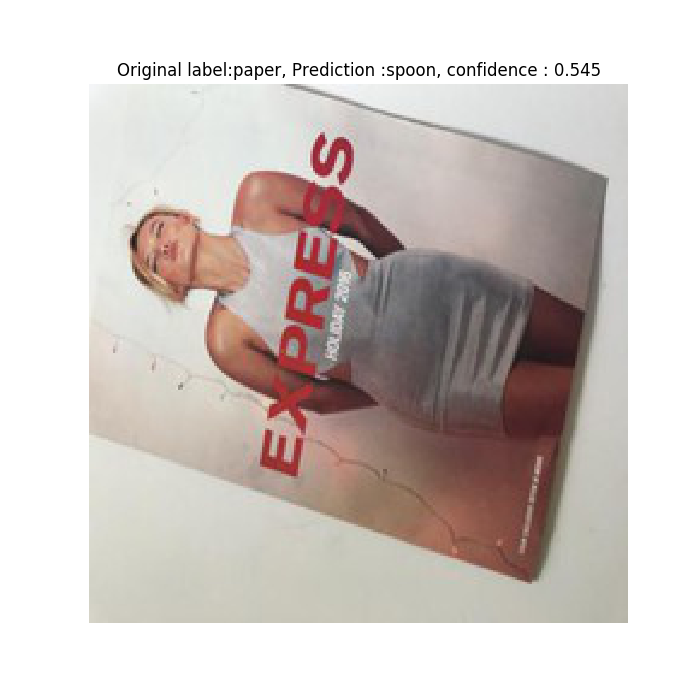 Original label:paper, Prediction :spoon, confidence : 0.545
EXPRESS
HOLIDAY 2016